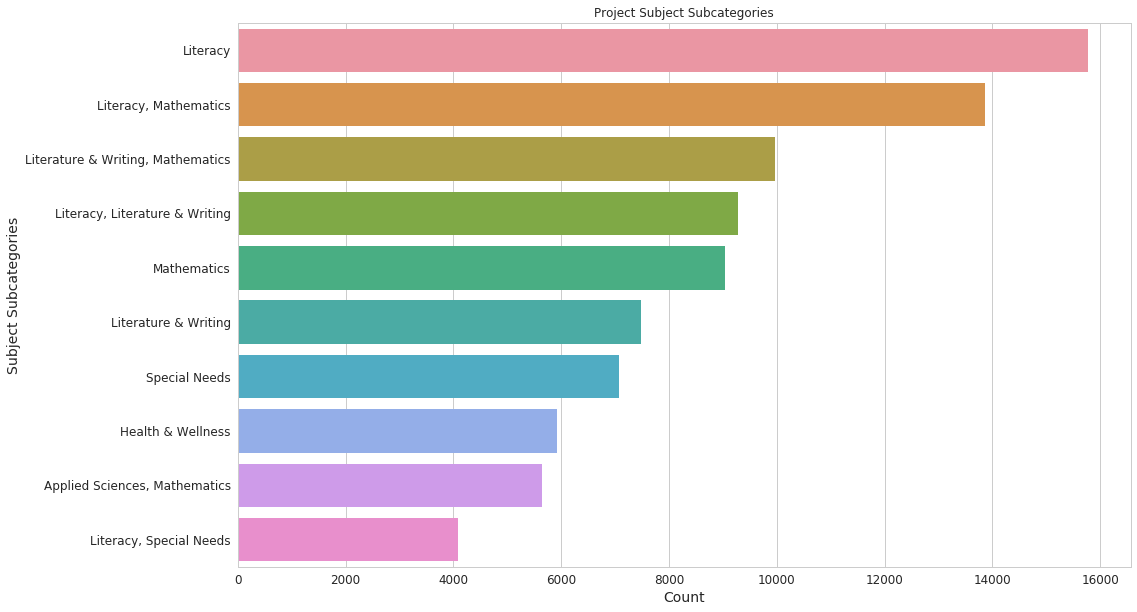 Project Subject Subcategories
Subject Subcategories
Literacy
Literacy, Mathematics
Literature & Writing, Mathematics
Literacy, Literature & Writing
Mathematics
Literature & Writing
Special Needs
Health & Wellness
Applied Sciences, Mathematics
Literacy, Special Needs
0 2000 4000 6000 8000 10000 12000 14000 16000
Count